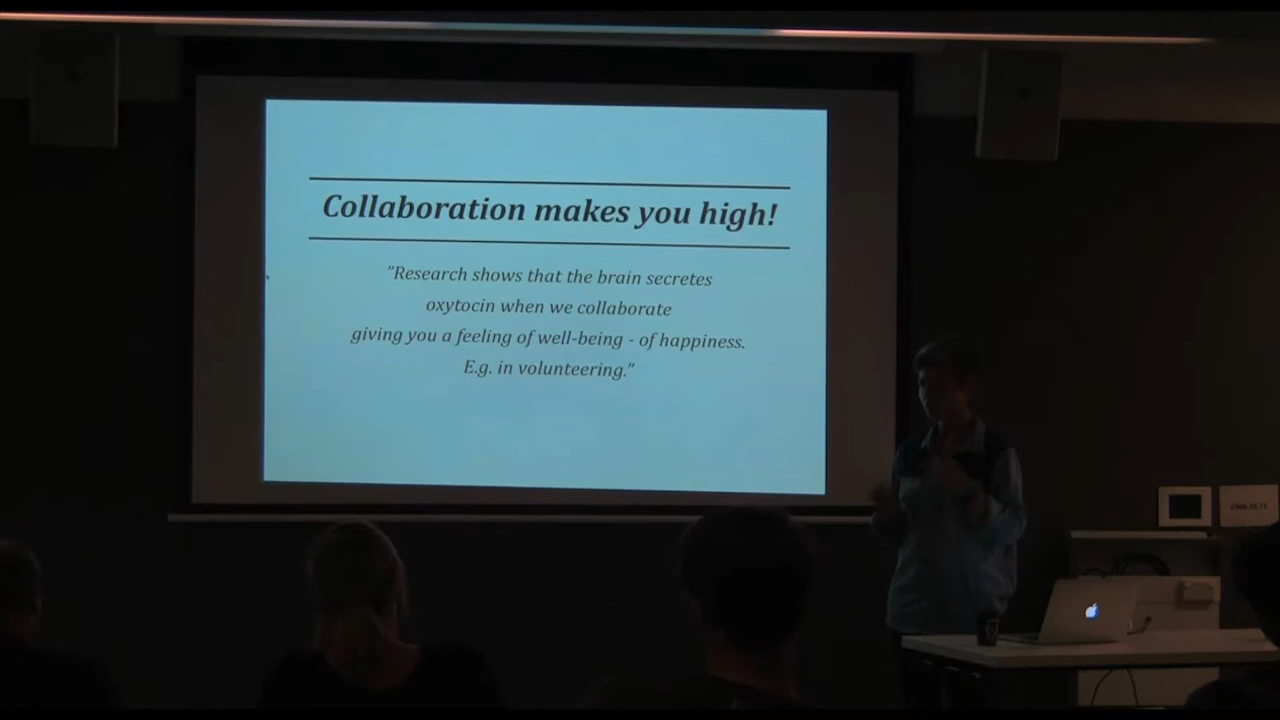 Collaboration makes you high!
"Research shows that the brain secretes
oxytocin when we collaborate
giving you a feeling of well-being - of happiness.
E.g. in volunteering."